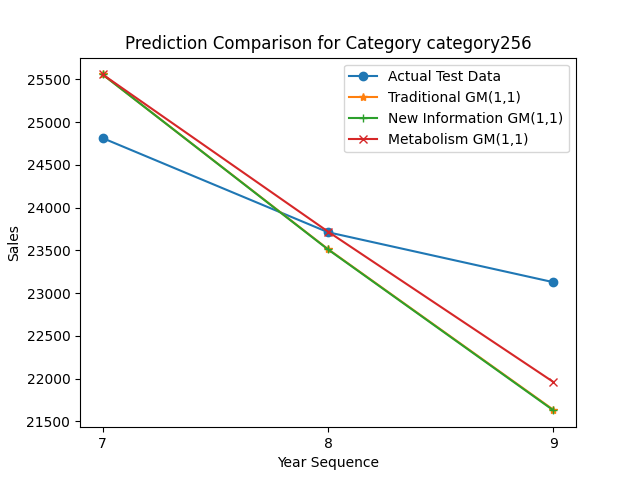 Prediction Comparison for Category category256
Actual Test Data
Traditional GM(1,1)
New Information GM(1,1)
Metabolism GM(1,1)
Sales
25500
25000
24500
24000
23500
23000
22500
22000
21500
7 8 9
Year Sequence